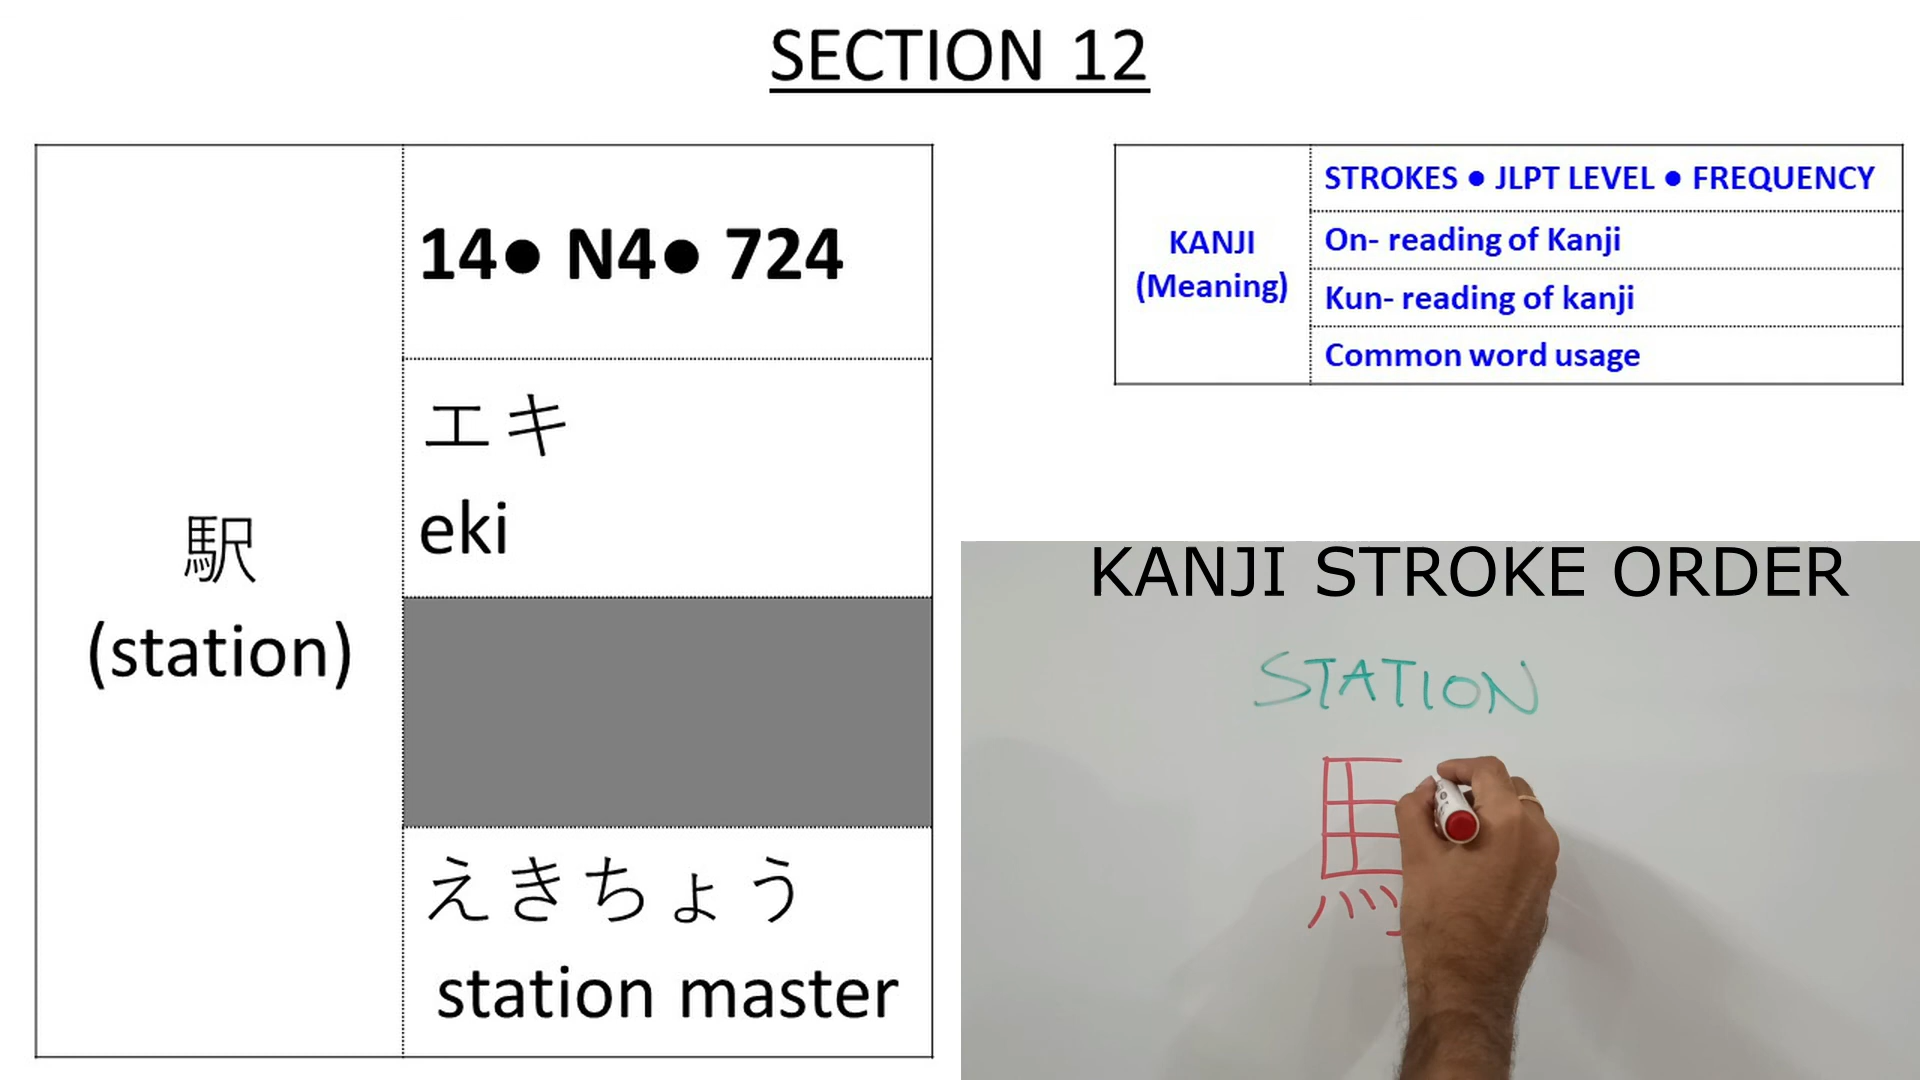 SECTION 12
14● N4● 724
エキ
eki
駅
(station)
えきちょう
station master
STROKES ● JLPT LEVEL ● FREQUENCY
KANJI
(Meaning)
On- reading of Kanji
Kun- reading of kanji
Common word usage
KANJI STROKE ORDER
STATION
馬